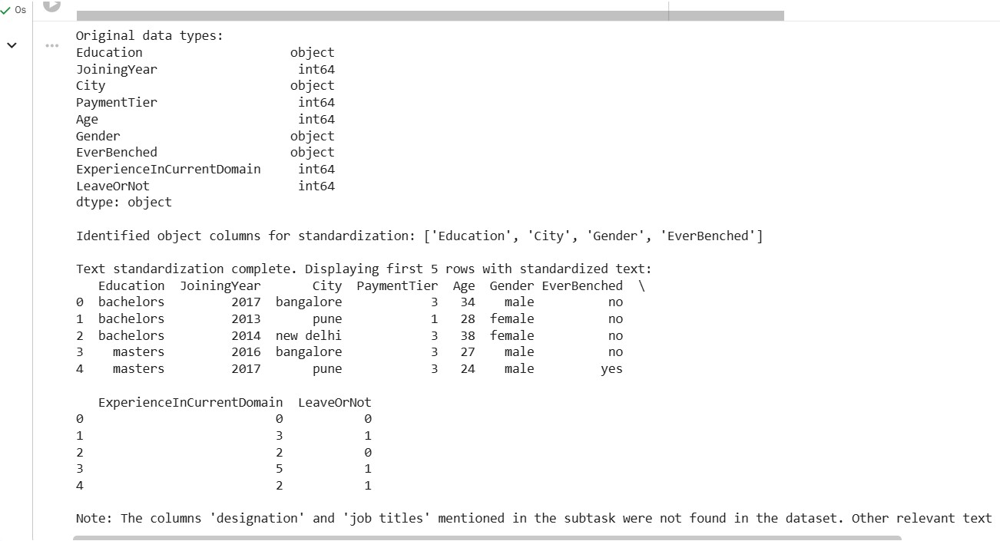 0s
Original data types:
Education object
JoiningYear int64
City object
PaymentTier int64
Age int64
Gender object
EverBenched object
ExperienceInCurrentDomain int64
LeaveOrNot int64
dtype: object
Identified object columns for standardization: ['Education', 'City', 'Gender', 'EverBenched']
Text standardization complete. Displaying first 5 rows with standardized text:
Education JoiningYear City PaymentTier Age Gender EverBenched \
0 bachelors 2017 bangalore 3 34 male no
1 bachelors 2013 pune 1 28 female no
2 bachelors 2014 new delhi 3 38 female no
3 masters 2016 bangalore 3 27 male no
4 masters 2017 pune 3 24 male yes
ExperienceInCurrentDomain LeaveOrNot
0 0 0
1 3 1
2 2 0
3 5 1
4 2 1
Note: The columns 'designation' and 'job titles' mentioned in the subtask were not found in the dataset. Other relevant text